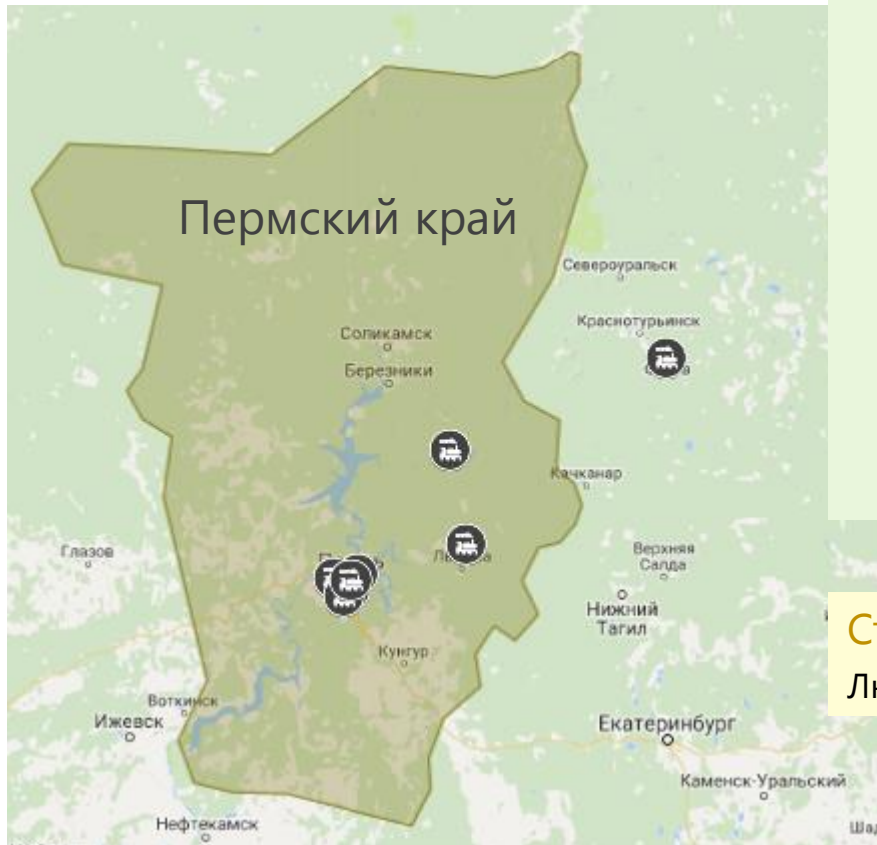 Пермский край
Североуральск
Краснотурьинск
Соликамск
Березники
Качканар
Глазов
Верхняя
Салда
Нижний
Тагил
Кунгур
Воткинск
Ижевск
Екатеринбург
Каменск-Уральский
Нефтекамск